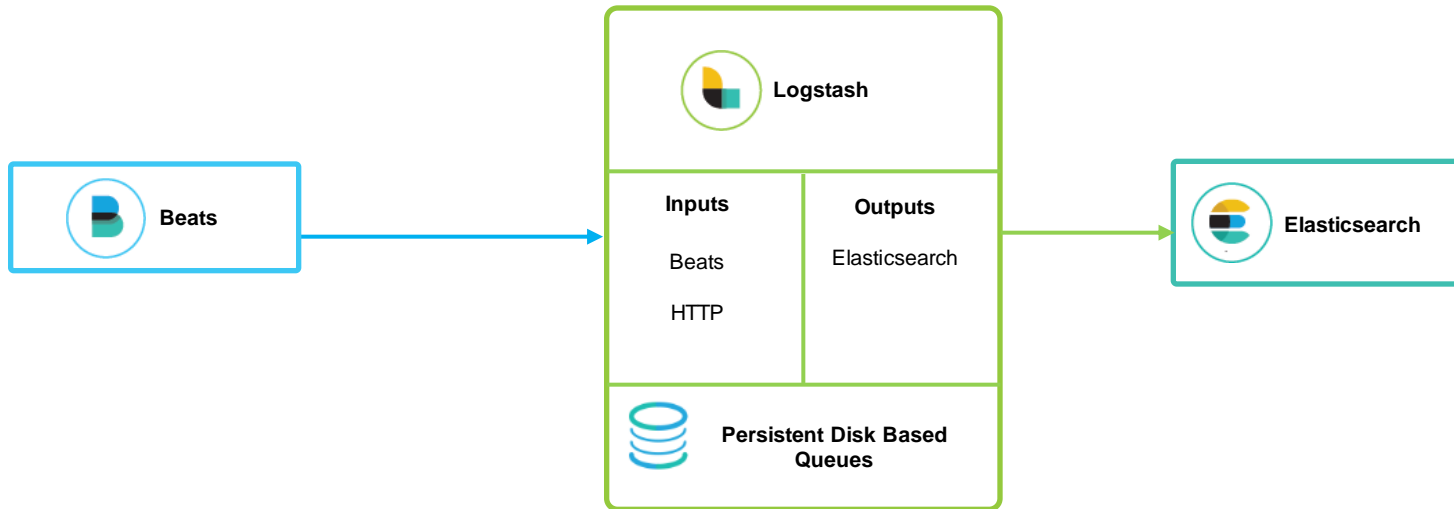 Logstash
Beats
Inputs
Beats
HTTP
Outputs
Elasticsearch
Elasticsearch
Persistent Disk Based
Queues